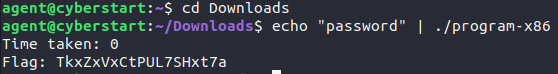 agent@cyberstart:~$ cd Downloads
agent@cyberstart:~/Downloads$ echo "password" | ./program-x86
Time taken: 0
Flag: TkxZxVxCtPUL7SHxt7a